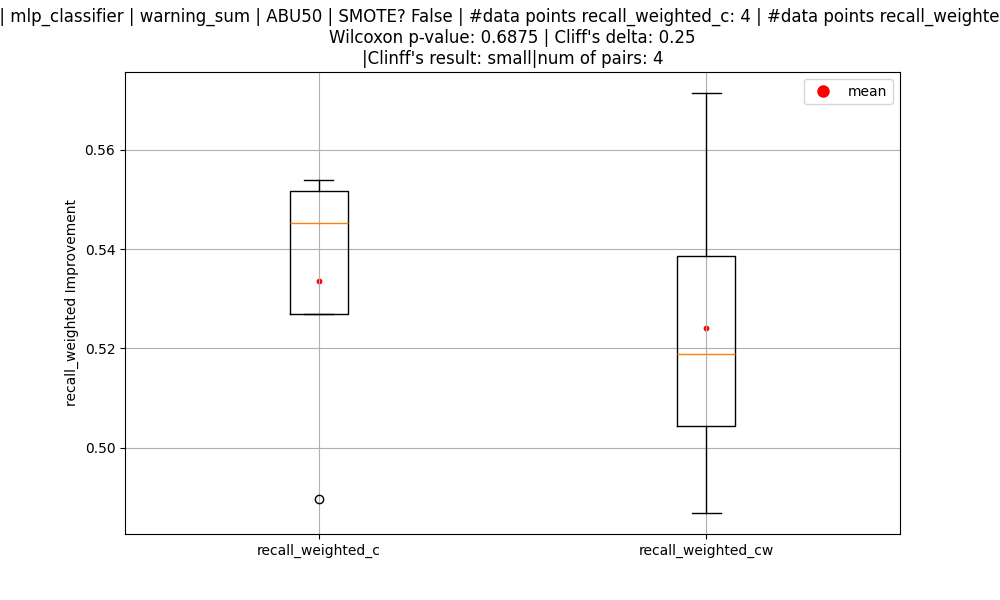 | mlp_classifier | warning_sum | ABU50 | SMOTE? False | #data points recall_weighted_c: 4 | #data points recall_weighte
Wilcoxon p-value: 0.6875 | Cliff's delta: 0.25
|Clinff's result: small|num of pairs: 4
mean
0.56
0.54
0.52
0.50
recall_weighted Improvement
recall_weighted_c
recall_weighted_cw